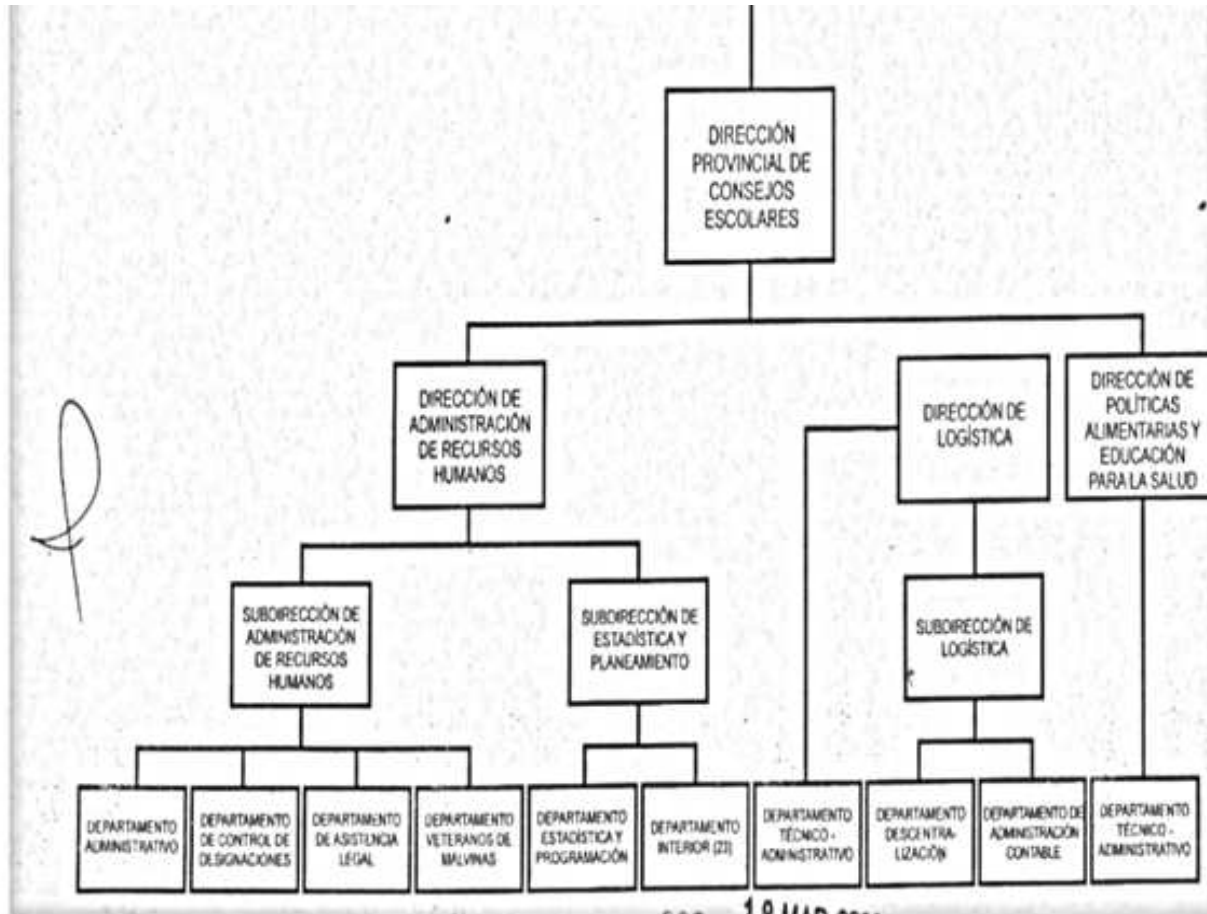 DIRECCIÓN
PROVINCIAL DE
CONSEJOS
ESCOLARES
DIRECCIÓN DE
ADMINISTRACIÓN
DE RECURSOS
HUMANOS
DIRECCIÓN DE
LOGÍSTICA
DIRECCIÓN DE
POLÍTICAS
ALIMENTARIAS Y
EDUCACIÓN
PARA LA SALUD
SUBDIRECCIÓN DE
ADMINISTRACIÓN
DE RECURSOS
HUMANOS
SUBDIRECCIÓN DE
ESTADÍSTICA Y
PLANEAMIENTO
SUBDIRECCIÓN DE
LOGÍSTICA
DEPARTAMENTO
ADMINISTRATIVO
DEPARTAMENTO
DE CONTROL DE
DESIGNACIONES
DEPARTAMENTO
DE ASISTENCIA
LEGAL
DEPARTAMENTO
VETERANOS DE
MALVINAS
DEPARTAMENTO
ESTADÍSTICA Y
PROGRAMACIÓN
DEPARTAMENTO
INTERIOR (23)
DEPARTAMENTO
TÉCNICO -
ADMINISTRATIVO
DEPARTAMENTO
DESCENTRA-
LIZACIÓN
DEPARTAMENTO DE
ADMINISTRACIÓN
CONTABLE
DEPARTAMENTO
TÉCNICO -
ADMINISTRATIVO
19 MAR